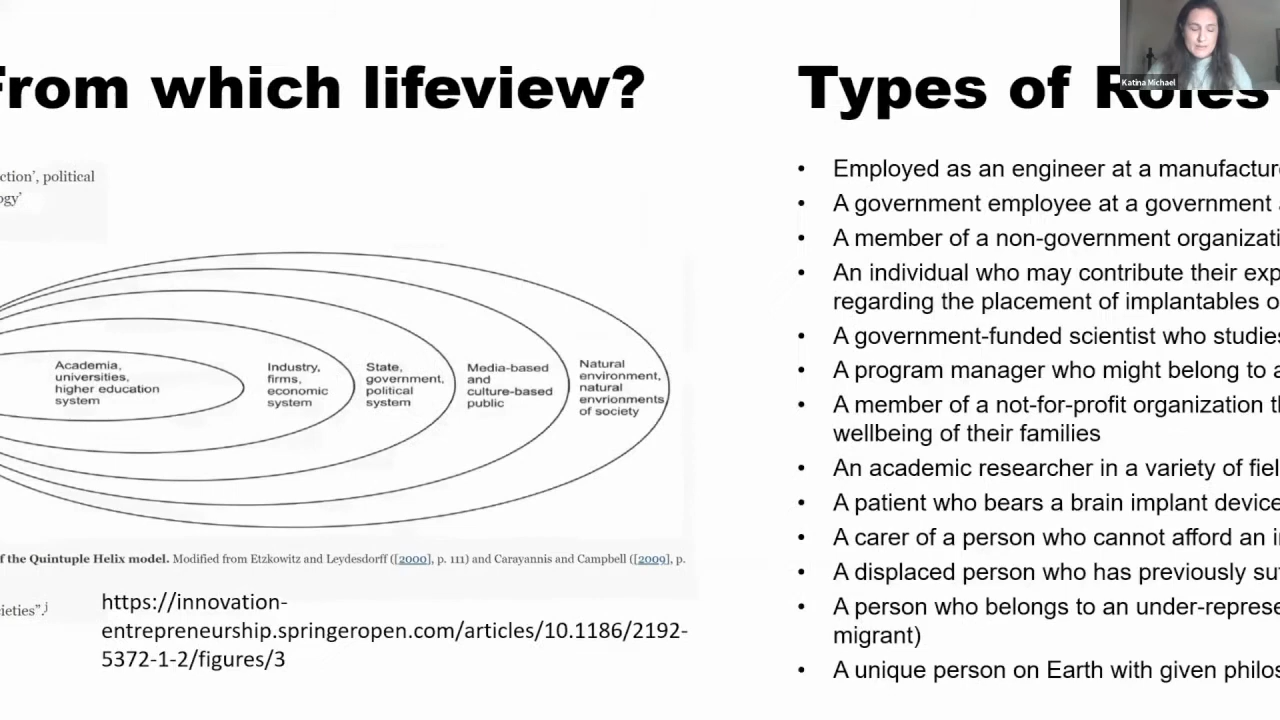 From which lifeview?
ction’, political
ogy’
Academia,
universities,
higher education
system
Industry,
firms,
economic
system
State,
government,
political
system
Media-based
and
culture-based
public
Natural
environment,
natural
envrionments
of society
f the Quintuple Helix model. Modified from Etzkowitz and Leydesdorff ([2000], p. 111) and Carayannis and Campbell ([2009], p.
ieties”.j
https://innovation-
entrepreneurship.springeropen.com/articles/10.1186/2192-
5372-1-2/figures/3
Types of Roles
Katina Michael
• Employed as an engineer at a manufactur
• A government employee at a government
• A member of a non-government organizati
• An individual who may contribute their exp
regarding the placement of implantables o
• A government-funded scientist who studies
• A program manager who might belong to a
• A member of a not-for-profit organization th
wellbeing of their families
• An academic researcher in a variety of fiel
• A patient who bears a brain implant device
• A carer of a person who cannot afford an i
• A displaced person who has previously suf
• A person who belongs to an under-represe
migrant)
• A unique person on Earth with given philos